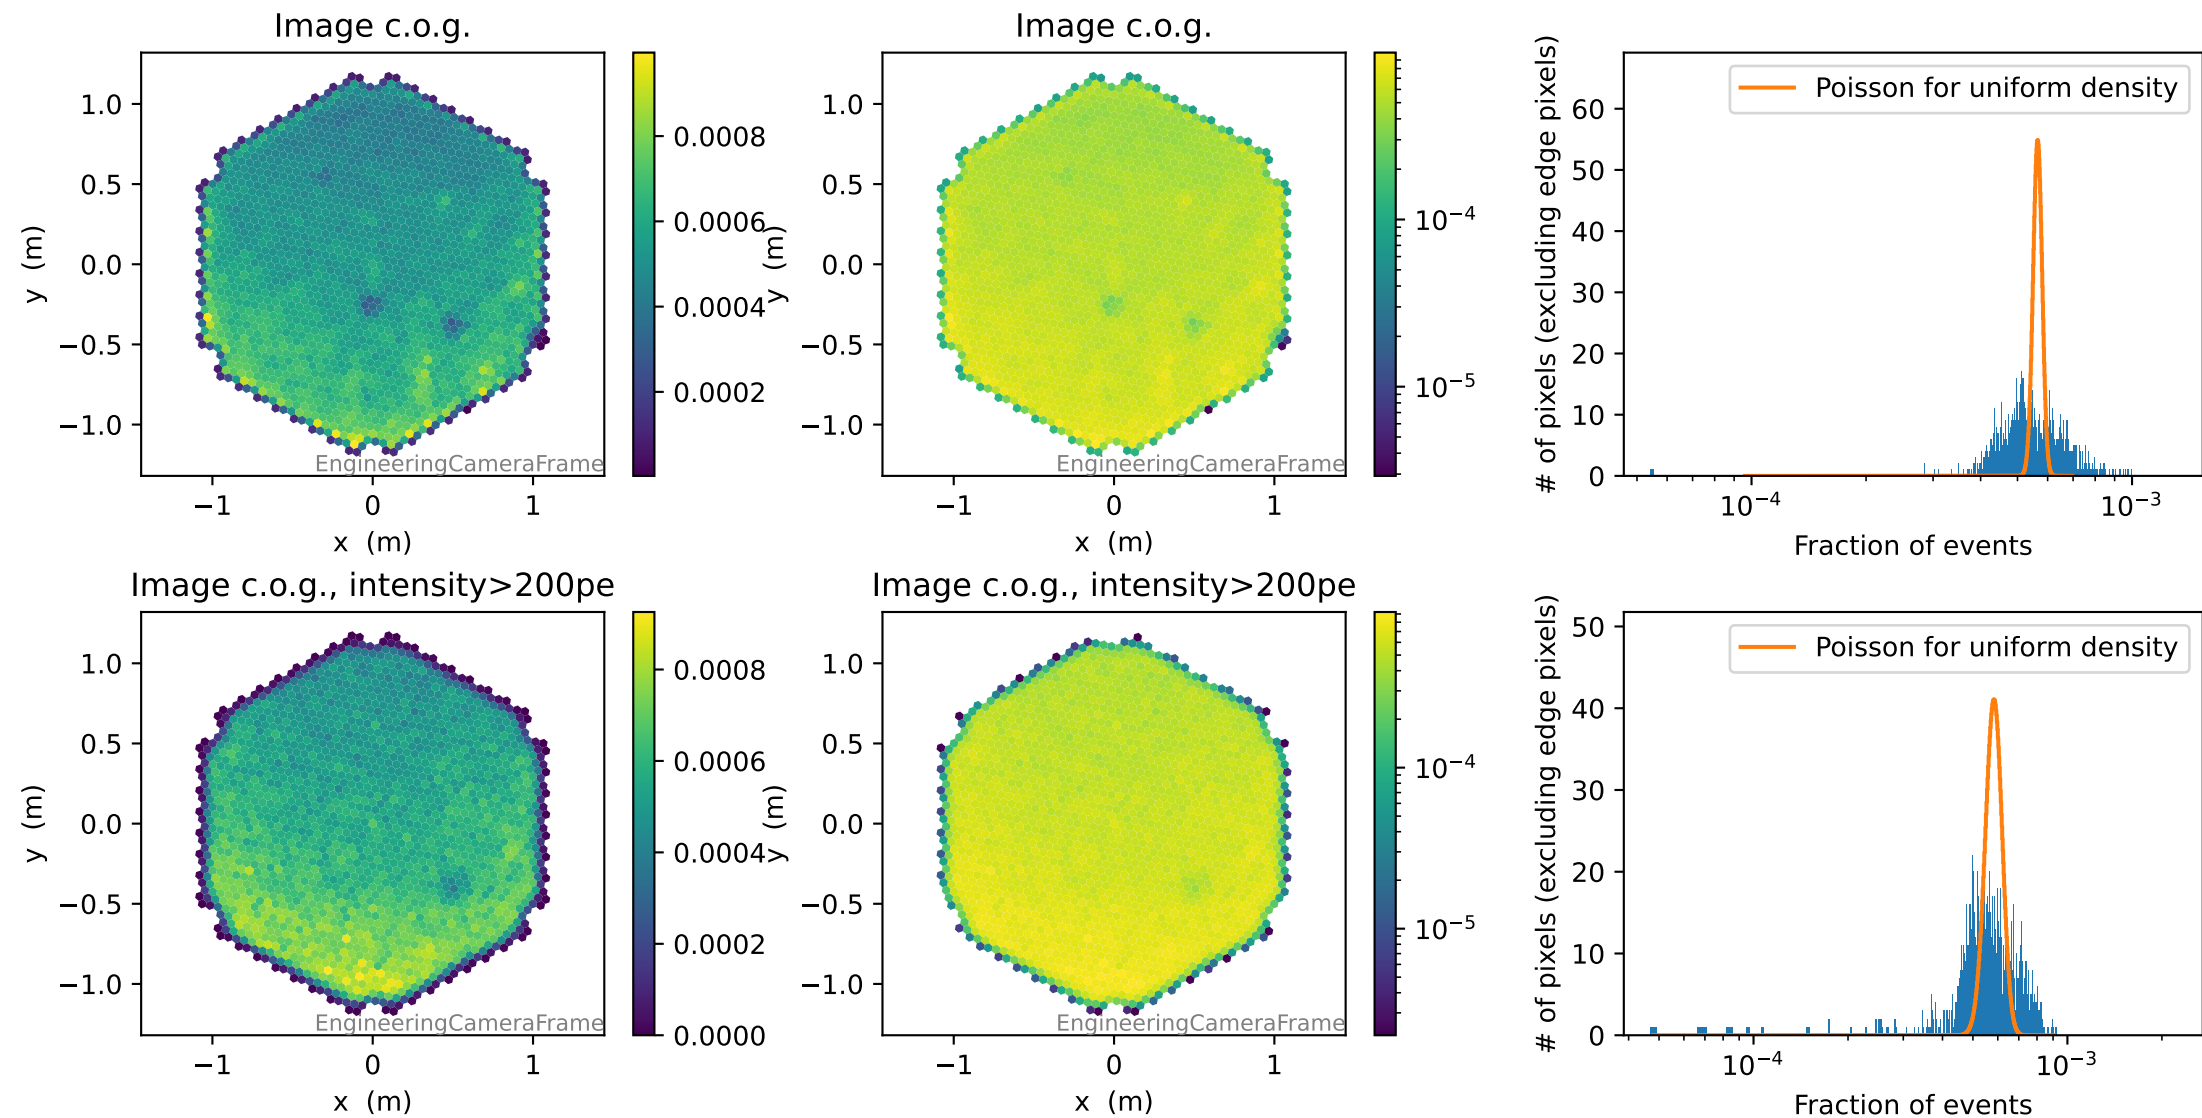 Image c.o.g.
1.0
0.5
0.0
−0.5
−1.0
y (m)
−1
0
1
x (m)
EngineeringCameraFrame
0.0008
0.0006
0.0004
0.0002
Image c.o.g.
1.0
0.5
0.0
−0.5
−1.0
y (m)
−1
0
1
x (m)
EngineeringCameraFrame
10⁻⁴
10⁻⁵
Poisson for uniform density
# of pixels (excluding edge pixels)
60
50
40
30
20
10
0
10⁻⁴
10⁻³
Fraction of events
Image c.o.g., intensity>200pe
1.0
0.5
0.0
−0.5
−1.0
y (m)
−1
0
1
x (m)
EngineeringCameraFrame
0.0008
0.0006
0.0004
0.0002
0.0000
Image c.o.g., intensity>200pe
1.0
0.5
0.0
−0.5
−1.0
y (m)
−1
0
1
x (m)
EngineeringCameraFrame
10⁻⁴
10⁻⁵
Poisson for uniform density
# of pixels (excluding edge pixels)
50
40
30
20
10
0
10⁻⁴
10⁻³
Fraction of events